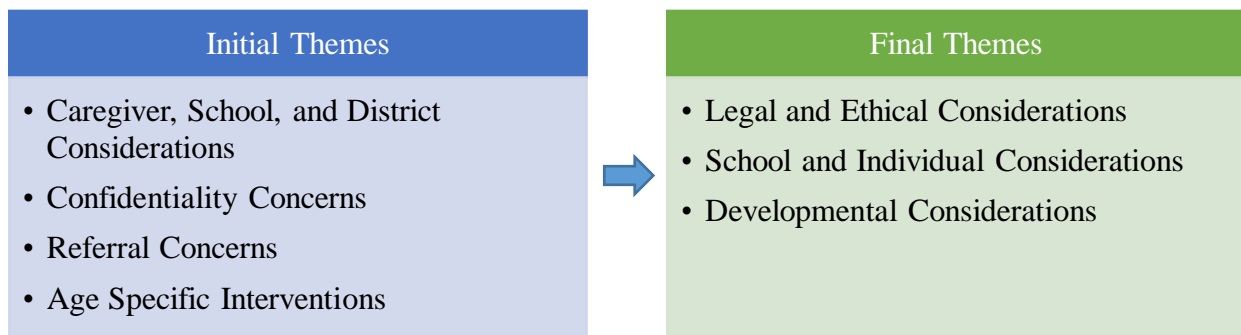 Initial Themes
• Caregiver, School, and District
Considerations
• Confidentiality Concerns
• Referral Concerns
• Age Specific Interventions
Final Themes
• Legal and Ethical Considerations
• School and Individual Considerations
• Developmental Considerations